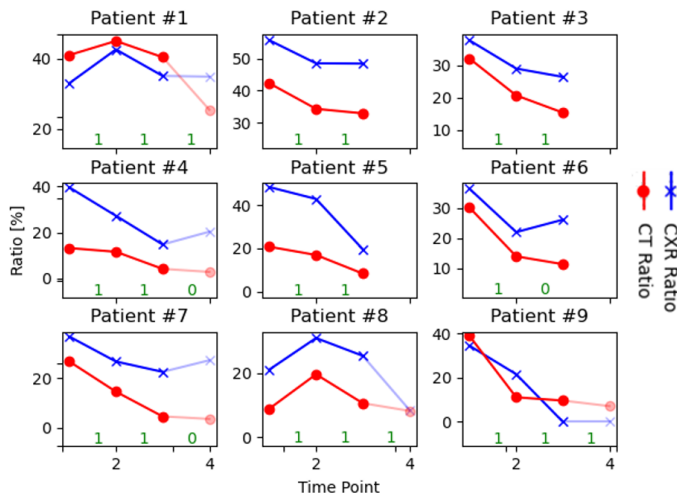 Patient #1 Patient #2 Patient #3
40 50 30
20 40 20
30 10
1 1 1 1 1 1 1
Patient #4 Patient #5 Patient #6
40 40 30
20 20 20
0 0 10
1 1 0 1 1 1 0
Patient #7 Patient #8 Patient #9
40
20 20 20
0 0 0
1 1 0 1 1 1 1 1 1
2 4 2 4 2 4
Time Point
Ratio [%]
CXR Ratio
CT Ratio